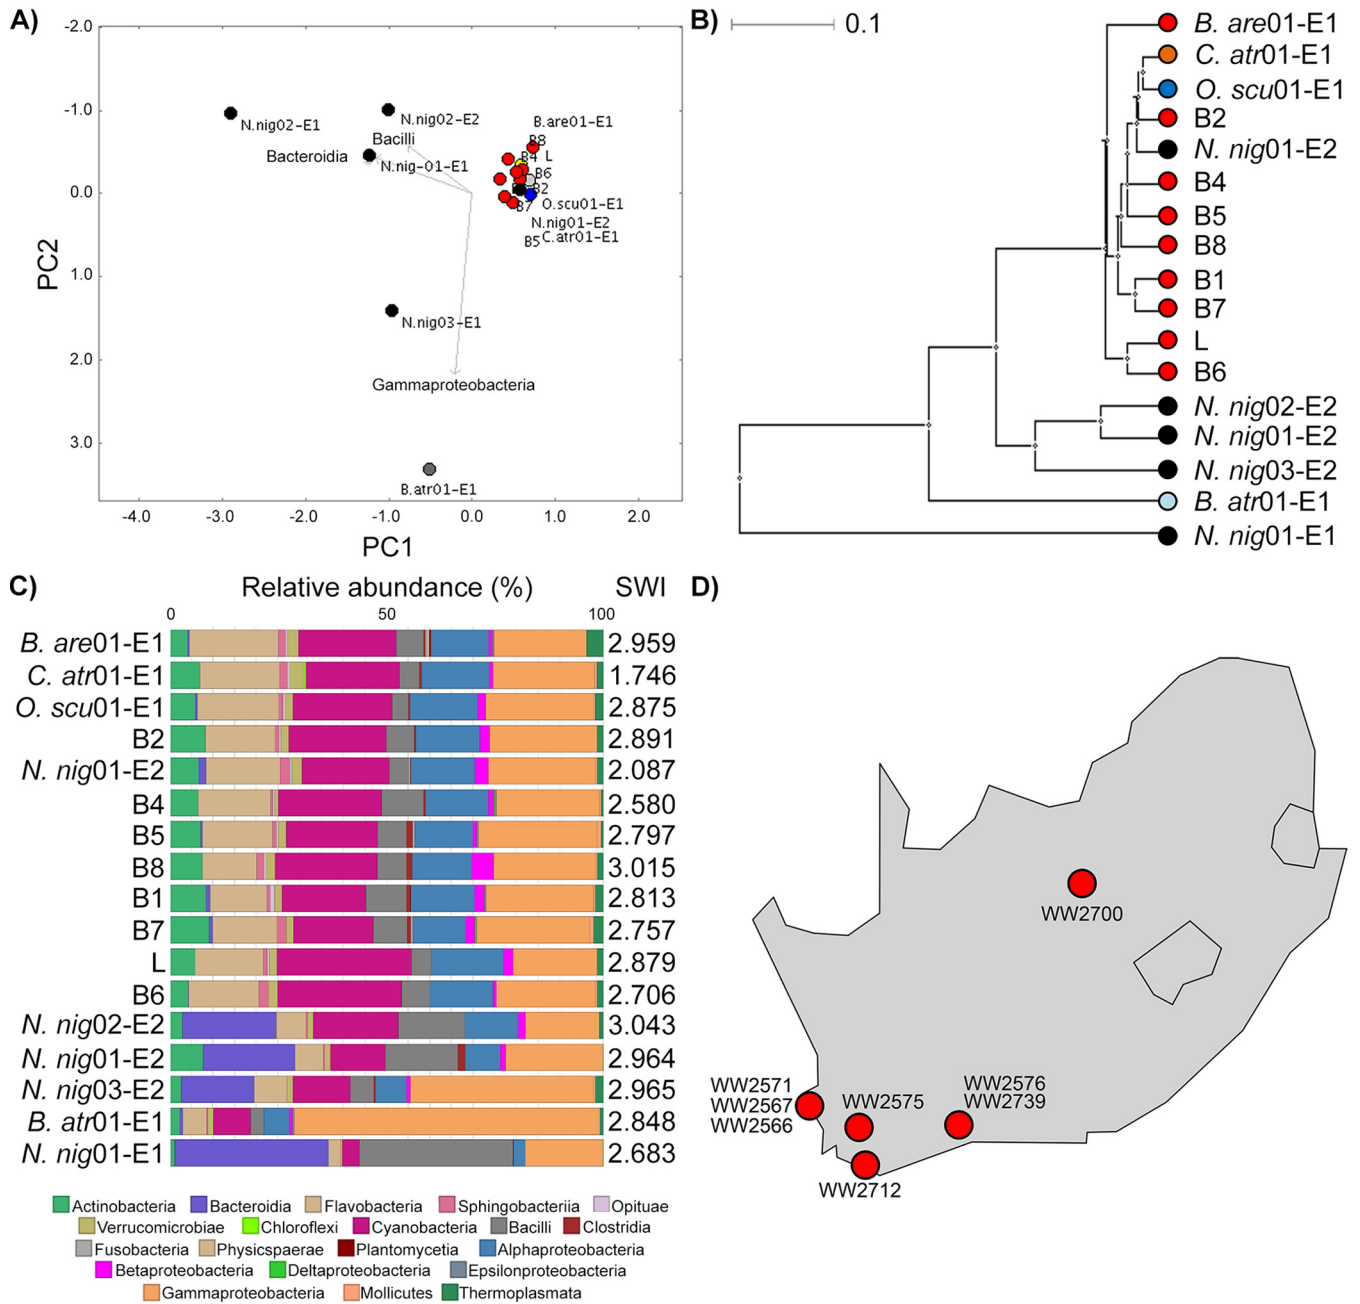 A)
-2.0
-1.0
0.0
1.0
2.0
3.0
PC2
N.nig02-E1
N.nig02-E2
Bacilli
Bacteroidia
N.nig-01-E1
B.are01-E1
B8
B4 L
B6
B2
B7
O.scu01-E1
N.nig01-E2
B5 C.atr01-E1
N.nig03-E1
Gammaproteobacteria
B.atr01-E1
-4.0 -3.0 -2.0 -1.0 0.0 1.0 2.0
PC1
B)
0.1
B. are01-E1
C. atr01-E1
O. scu01-E1
B2
N. nig01-E2
B4
B5
B8
B1
B7
L
B6
N. nig02-E2
N. nig01-E2
N. nig03-E2
B. atr01-E1
N. nig01-E1
C)
Relative abundance (%) SWI
0 50 100
B. are01-E1 2.959
C. atr01-E1 1.746
O. scu01-E1 2.875
B2 2.891
N. nig01-E2 2.087
B4 2.580
B5 2.797
B8 3.015
B1 2.813
B7 2.757
L 2.879
B6 2.706
N. nig02-E2 3.043
N. nig01-E2 2.964
N. nig03-E2 2.965
B. atr01-E1 2.848
N. nig01-E1 2.683
Actinobacteria Bacteroidia Flavobacteria Sphingobacteriia Opituae
Verrucomicrobiae Chloroflexi Cyanobacteria Bacilli Clostridia
Fusobacteria Physicspaerae Plantomycetia Alphaproteobacteria
Betaproteobacteria Deltaproteobacteria Epsilonproteobacteria
Gammaproteobacteria Mollicutes Thermoplasmata
D)
WW2700
WW2571
WW2567
WW2566
WW2575
WW2576
WW2739
WW2712